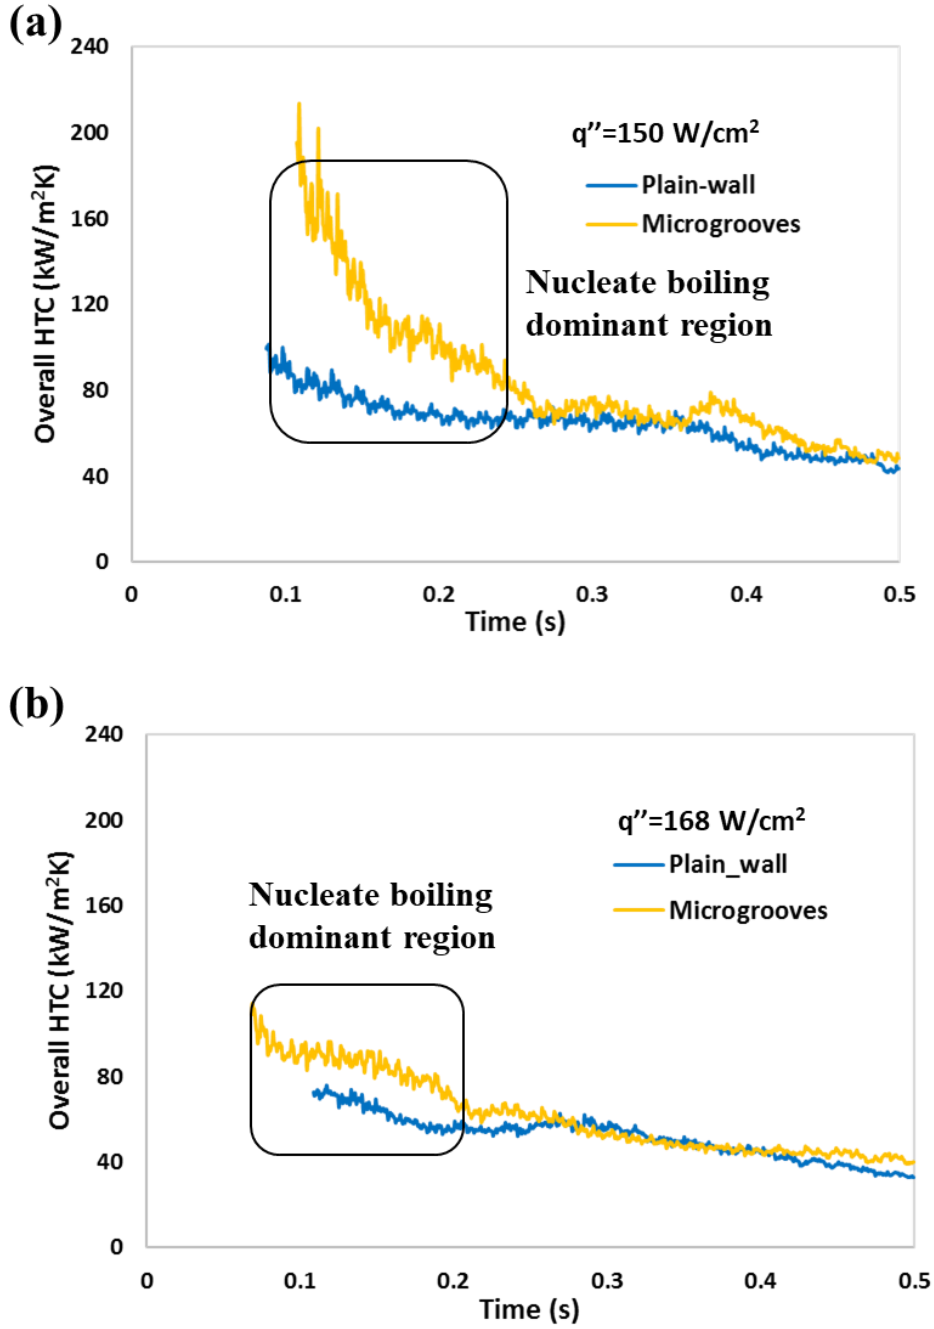 (a)
240
200
160
120
80
40
0
Overall HTC (kW/m²K)
q’’=150 W/cm²
Plain-wall
Microgrooves
Nucleate boiling
dominant region
0 0.1 0.2 0.3 0.4 0.5
Time (s)
(b)
240
200
160
120
80
40
0
Overall HTC (kW/m²K)
q’’=168 W/cm²
Plain_wall
Microgrooves
Nucleate boiling
dominant region
0 0.1 0.2 0.3 0.4 0.5
Time (s)